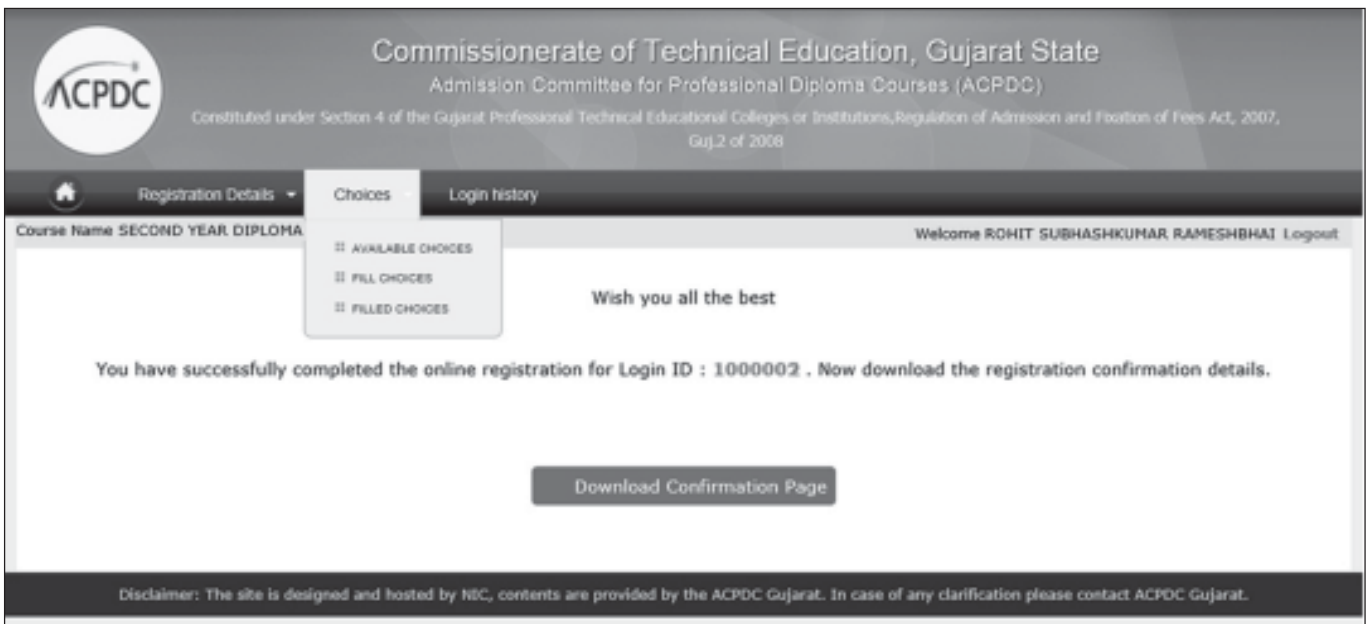 ACPDC
Commissionerate of Technical Education, Gujarat State
Admission Committee for Professional Diploma Courses (ACPDC)
Constituted under Section 4 of the Gujarat Professional Technical Educational Colleges or Institutions,Regulation of Admission and Fixation of Fees Act, 2007,
Guj.2 of 2008
Registration Details Choices Login history
Course Name SECOND YEAR DIPLOMA Welcome ROHIT SUBHASHKUMAR RAMESHBHAI Logout
AVAILABLE CHOICES
FILL CHOICES
FILLED CHOICES
Wish you all the best
You have successfully completed the online registration for Login ID : 1000002 . Now download the registration confirmation details.
Download Confirmation Page
Disclaimer: The site is designed and hosted by NIC, contents are provided by the ACPDC Gujarat. In case of any clarification please contact ACPDC Gujarat.